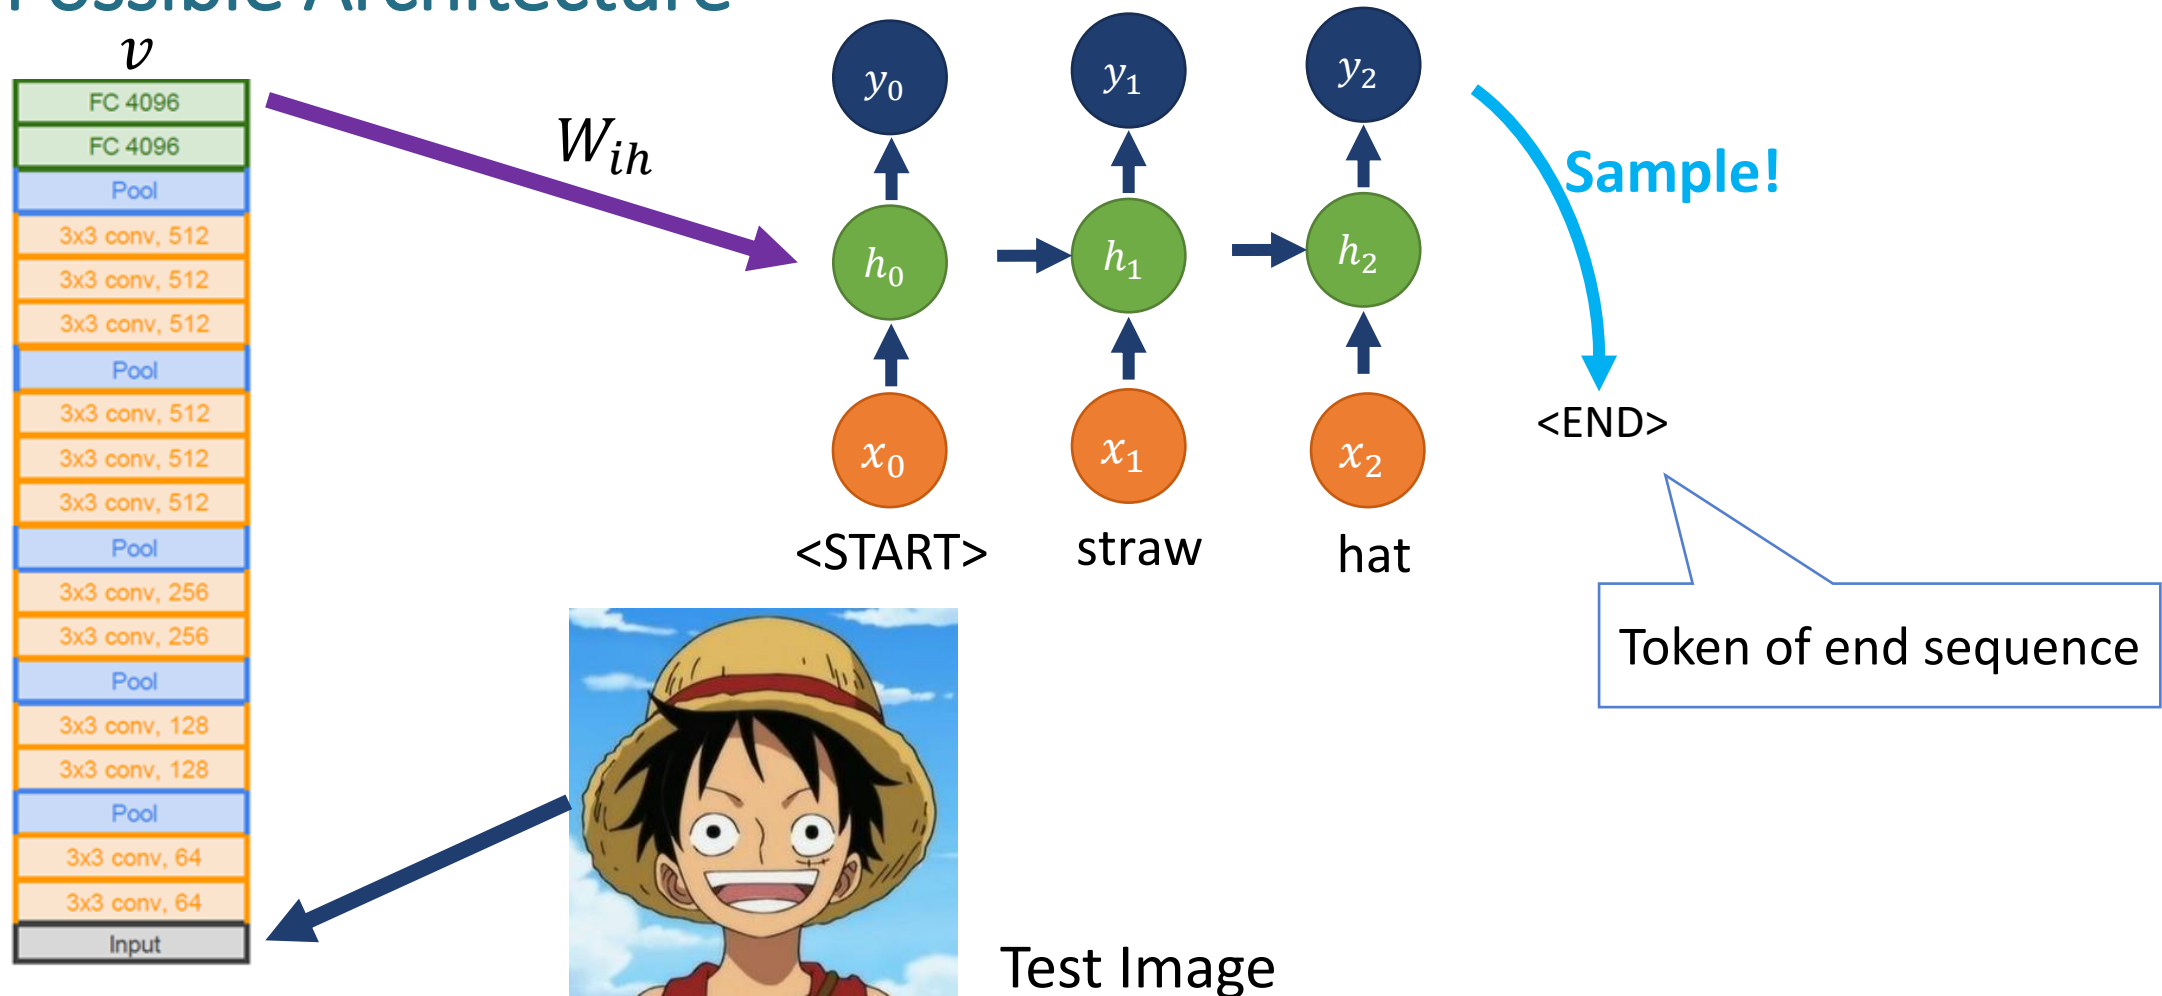 Possible Architecture
v
FC 4096
FC 4096
Pool
3x3 conv, 512
3x3 conv, 512
3x3 conv, 512
Pool
3x3 conv, 512
3x3 conv, 512
3x3 conv, 512
Pool
3x3 conv, 256
3x3 conv, 256
Pool
3x3 conv, 128
3x3 conv, 128
Pool
3x3 conv, 64
3x3 conv, 64
Input
W_ih
y_0 y_1 y_2
h_0 h_1 h_2
x_0 x_1 x_2
<START> straw hat
Sample!
<END>
Token of end sequence
Test Image